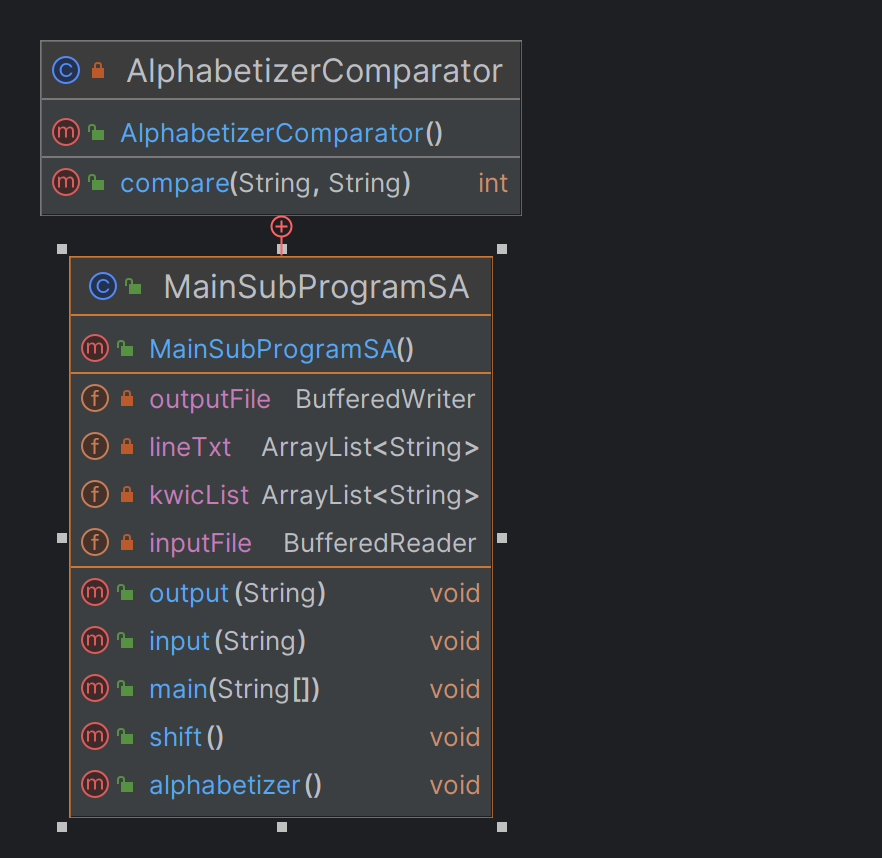 AlphabetizerComparator
AlphabetizerComparator()
compare(String, String) int
MainSubProgramSA
MainSubProgramSA()
outputFile BufferedWriter
lineTxt ArrayList<String>
kwicList ArrayList<String>
inputFile BufferedReader
output(String) void
input(String) void
main(String[]) void
shift() void
alphabetizer() void